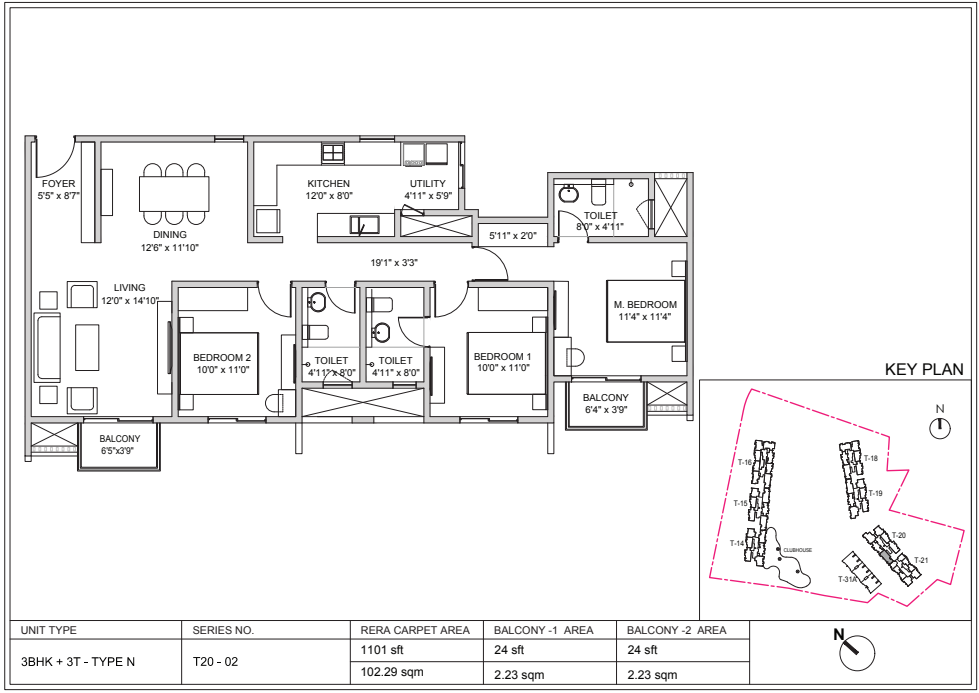 FOYER
5'5" x 8'7"
DINING
12'6" x 11'10"
KITCHEN
12'0" x 8'0"
UTILITY
4'11" x 5'9"
TOILET
8'0" x 4'11"
5'11" x 2'0"
19'1" x 3'3"
LIVING
12'0" x 14'10"
M. BEDROOM
11'4" x 11'4"
BEDROOM 2
10'0" x 11'0"
TOILET
4'11" x 8'0"
TOILET
4'11" x 8'0"
BEDROOM 1
10'0" x 11'0"
BALCONY
6'4" x 3'9"
BALCONY
6'5"x3'9"
KEY PLAN
N
T-16
T-18
T-15
T-19
T-14
CLUBHOUSE
T-20
T-21
T-31A
UNIT TYPE
SERIES NO.
RERA CARPET AREA
BALCONY -1 AREA
BALCONY -2 AREA
3BHK + 3T - TYPE N
T20 - 02
1101 sft
24 sft
24 sft
102.29 sqm
2.23 sqm
2.23 sqm
N